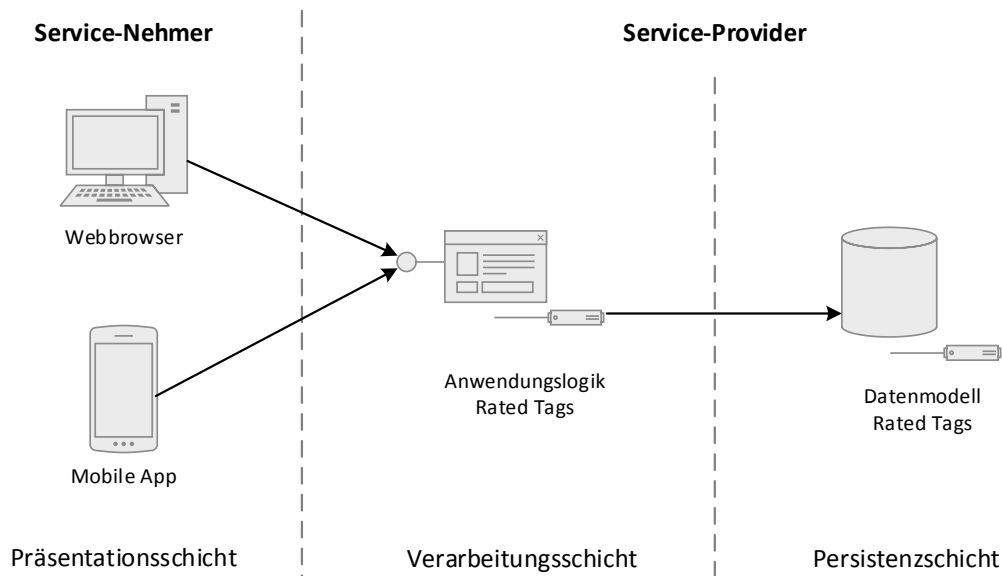 Service-Nehmer
Service-Provider
Webbrowser
Mobile App
Anwendungslogik
Rated Tags
Datenmodell
Rated Tags
Präsentationsschicht
Verarbeitungsschicht
Persistenzschicht